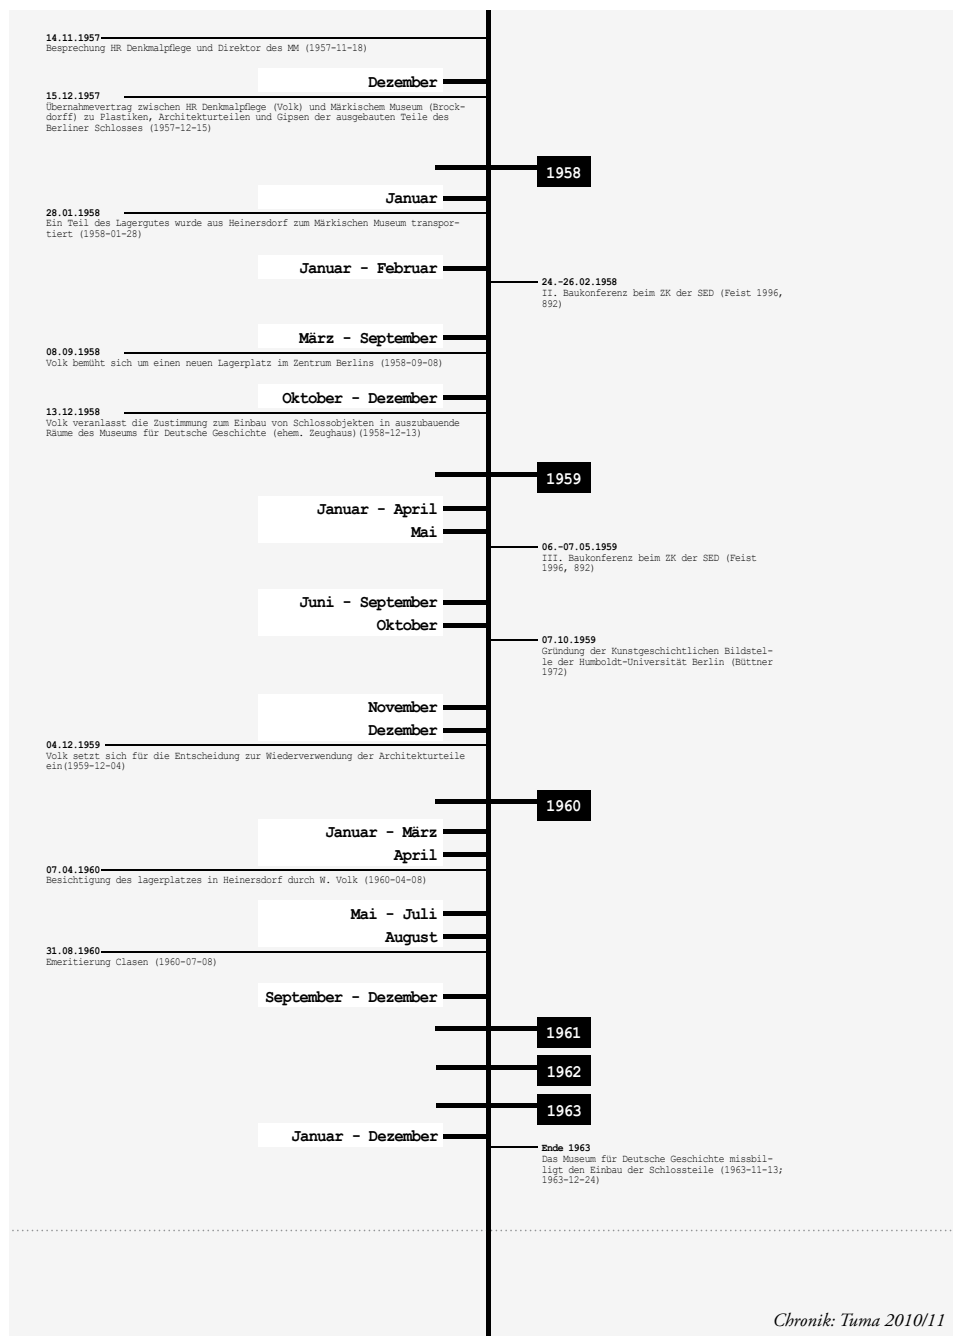 14.11.1957
Besprechung HR Denkmalpflege und Direktor des MM (1957-11-18)
Dezember
15.12.1957
Übernahmevertrag zwischen HR Denkmalpflege (Volk) und Märkischem Museum (Brock-
dorff) zu Plastiken, Architekturteilen und Gipsen der ausgebauten Teile des
Berliner Schlosses (1957-12-15)
1958
Januar
28.01.1958
Ein Teil des Lagergutes wurde aus Heinersdorf zum Märkischen Museum transpor-
tiert (1958-01-28)
Januar - Februar
24.-26.02.1958
II. Baukonferenz beim ZK der SED (Feist 1996,
892)
März - September
08.09.1958
Volk bemüht sich um einen neuen Lagerplatz im Zentrum Berlins (1958-09-08)
Oktober - Dezember
13.12.1958
Volk veranlasst die Zustimmung zum Einbau von Schlossobjekten in auszubauende
Räume des Museums für Deutsche Geschichte (ehem. Zeughaus)(1958-12-13)
1959
Januar - April
Mai
06.-07.05.1959
III. Baukonferenz beim ZK der SED (Feist
1996, 892)
Juni - September
Oktober
07.10.1959
Gründung der Kunstgeschichtlichen Bildstel-
le der Humboldt-Universität Berlin (Büttner
1972)
November
Dezember
04.12.1959
Volk setzt sich für die Entscheidung zur Wiederverwendung der Architekturteile
ein(1959-12-04)
1960
Januar - März
April
07.04.1960
Besichtigung des lagerplatzes in Heinersdorf durch W. Volk (1960-04-08)
Mai - Juli
August
31.08.1960
Emeritierung Clasen (1960-07-08)
September - Dezember
1961
1962
1963
Januar - Dezember
Ende 1963
Das Museum für Deutsche Geschichte missbil-
ligt den Einbau der Schlossteile (1963-11-13;
1963-12-24)
Chronik: Tuma 2010/11